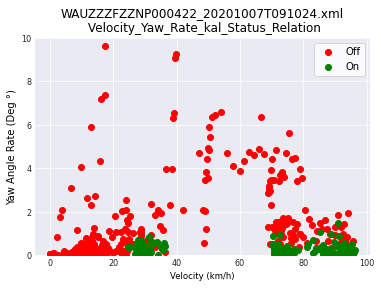 WAUZZZFZZNP000422_20201007T091024.xml
Velocity_Yaw_Rate_kal_Status_Relation
10
8
6
4
2
0
Yaw Angle Rate (Deg °)
Off
On
0
20
40
60
80
100
Velocity (km/h)